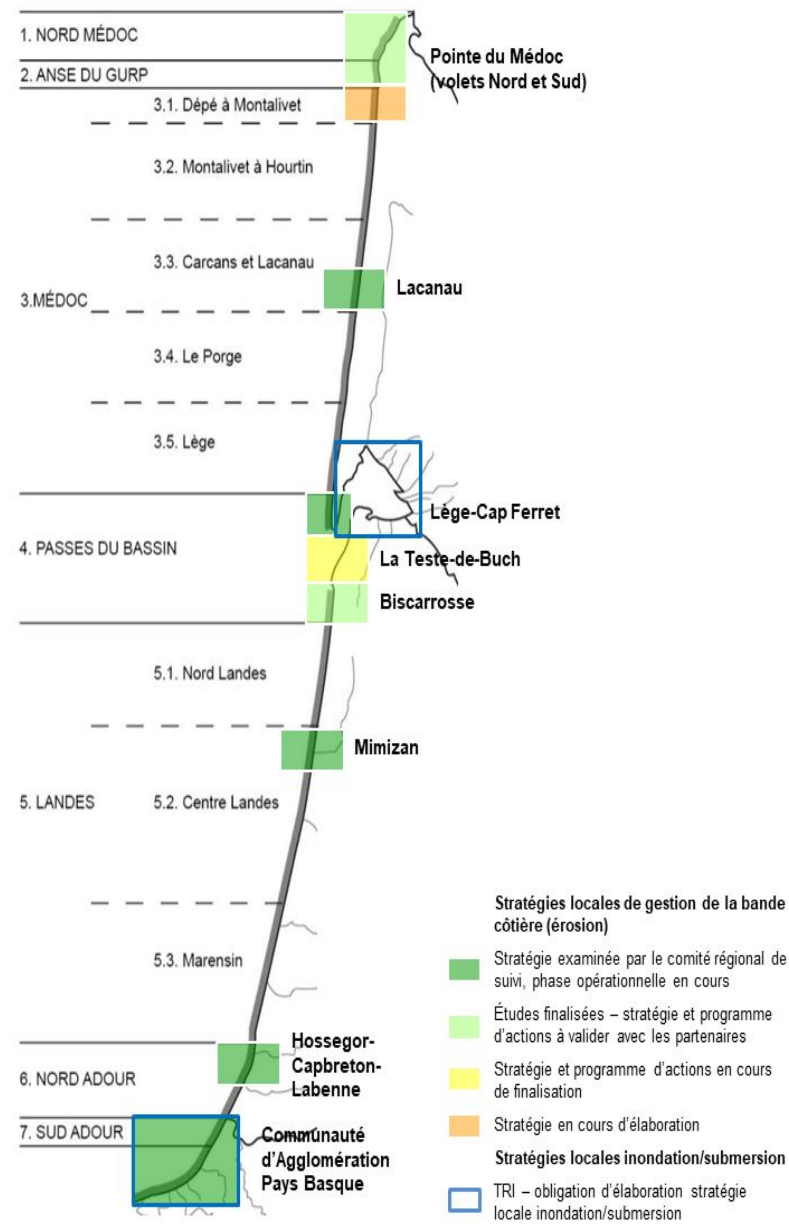 1. NORD MÉDOC
Pointe du Médoc
(volets Nord et Sud)
2. ANSE DU GURP
3.1. Dépé à Montalivet
3.2. Montalivet à Hourtin
3.3. Carcans et Lacanau
Lacanau
3.MÉDOC
3.4. Le Porge
3.5. Lège
Lège-Cap Ferret
4. PASSES DU BASSIN
La Teste-de-Buch
Biscarrosse
5.1. Nord Landes
Mimizan
5. LANDES
5.2. Centre Landes
5.3. Marensin
Hossegor-
Capbreton-
Labenne
6. NORD ADOUR
7. SUD ADOUR
Communauté
d'Agglomération
Pays Basque
Stratégies locales de gestion de la bande
côtière (érosion)
Stratégie examinée par le comité régional de
suivi, phase opérationnelle en cours
Études finalisées – stratégie et programme
d'actions à valider avec les partenaires
Stratégie et programme d'actions en cours
de finalisation
Stratégie en cours d'élaboration
Stratégies locales inondation/submersion
TRI – obligation d'élaboration stratégie
locale inondation/submersion